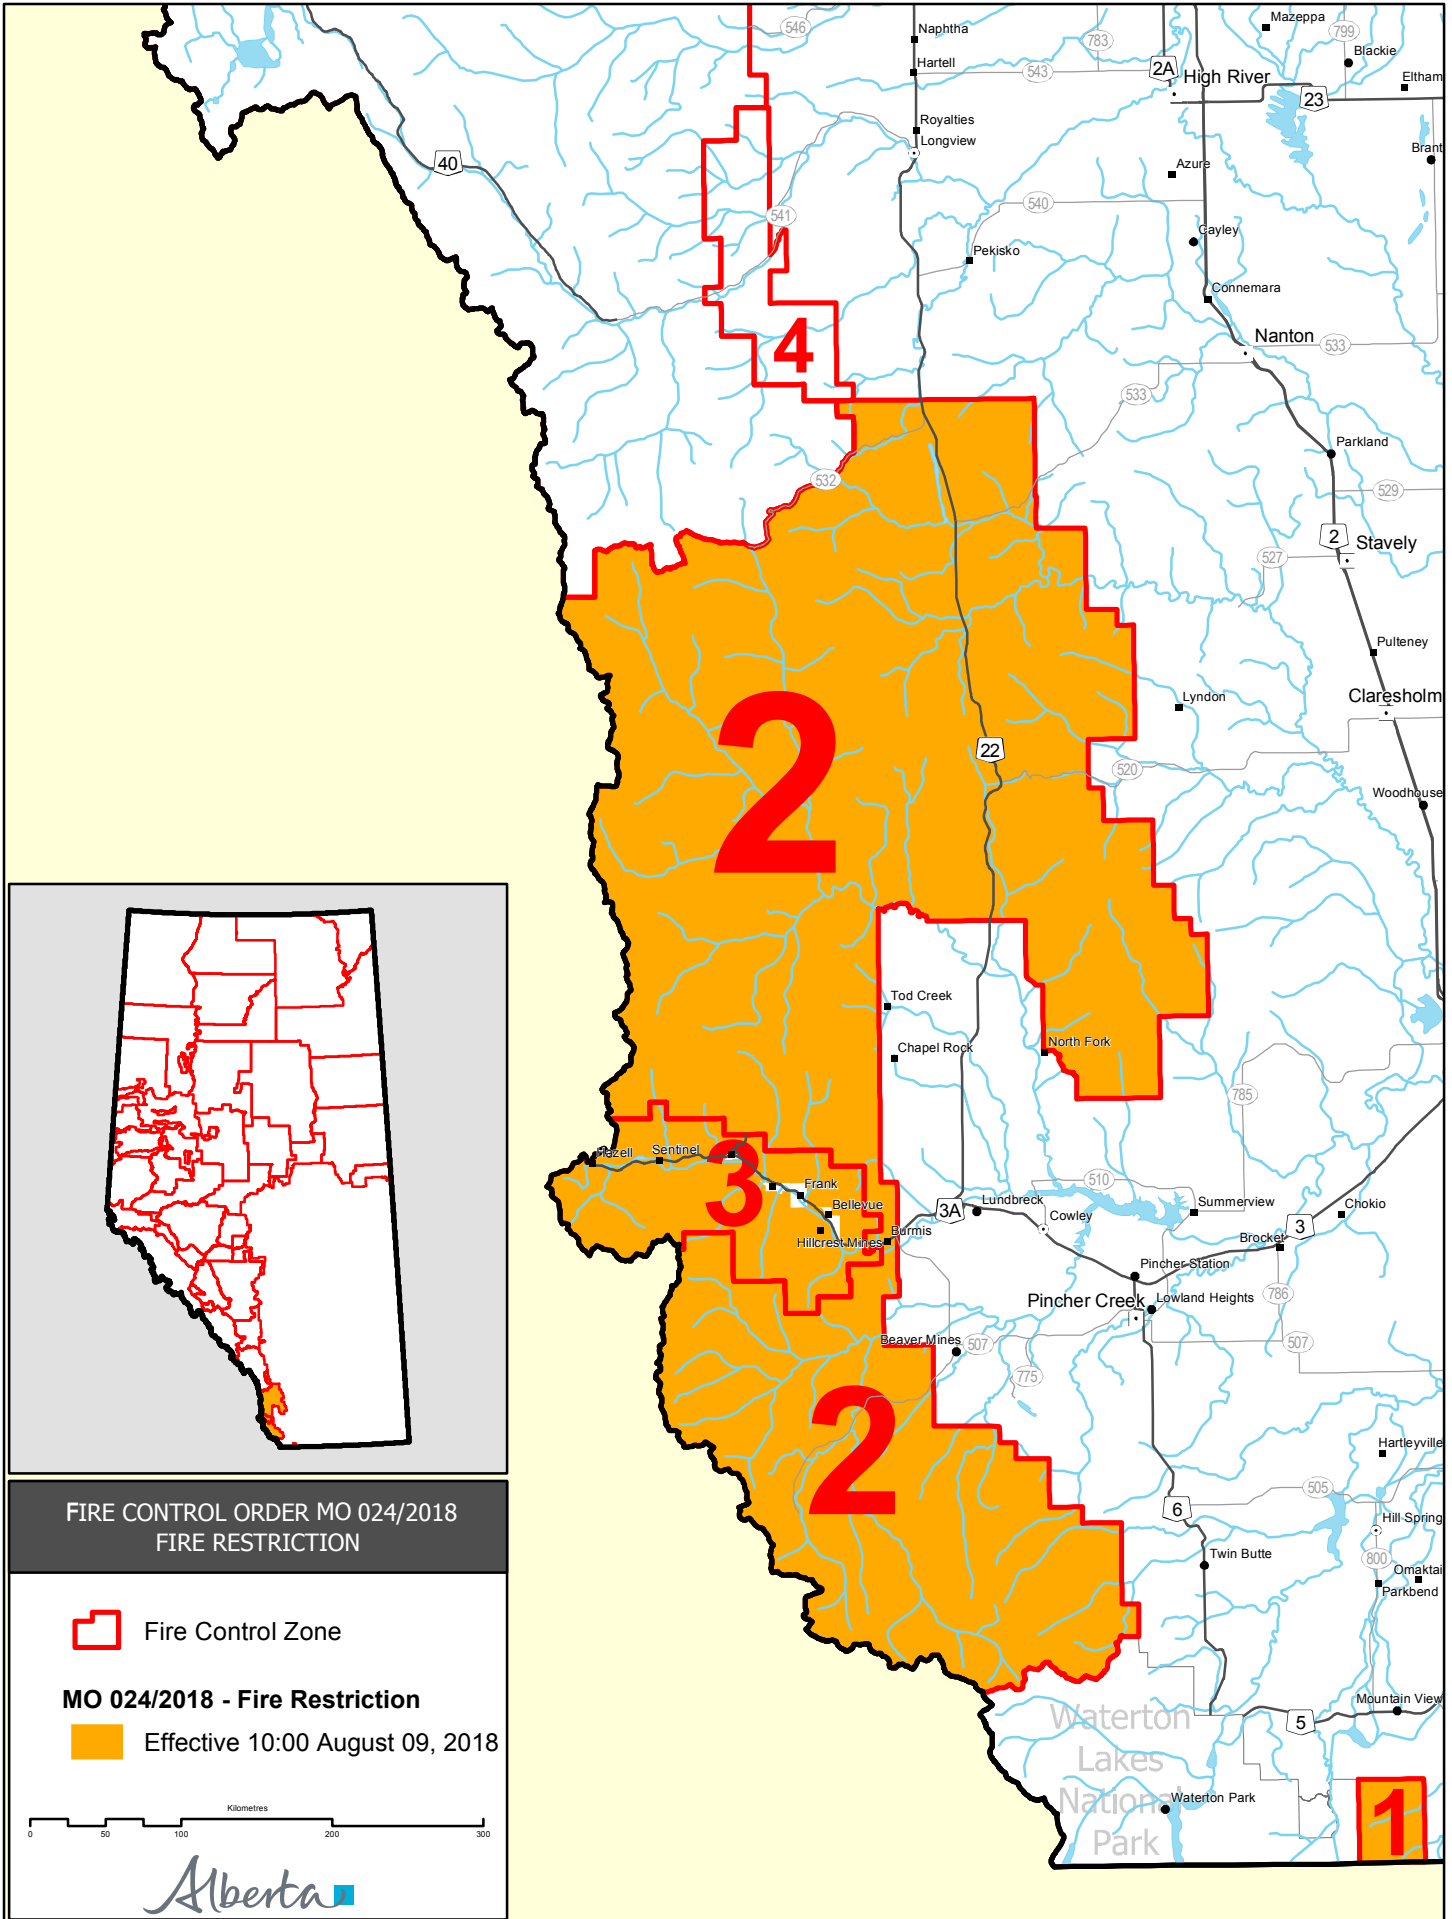 546
Naphtha
Mazeppa
799
783
Blackie
Hartell
543
2A
High River
Eltham
23
Royalties
Longview
Brant
40
Azure
540
541
Cayley
Pekisko
Connemara
4
Nanton
533
533
Parkland
532
529
2
Stavely
527
Pulteney
2
Lyndon
Claresholm
22
520
Woodhouse
Tod Creek
Chapel Rock
North Fork
785
Hazell
Sentinel
3
Frank
510
Bellevue
3A
Lundbreck
Summerview
Chokio
Cowley
3
Hillcrest Mines
Burmis
Brocket
Pincher Station
Pincher Creek
Lowland Heights
786
Beaver Mines
507
507
775
2
Hartleyville
505
6
Hill Spring
Twin Butte
800
Omaktai
Parkbend
Mountain View
Waterton
Lakes
National
Park
5
Waterton Park
1
FIRE CONTROL ORDER MO 024/2018
FIRE RESTRICTION
Fire Control Zone
MO 024/2018 - Fire Restriction
Effective 10:00 August 09, 2018
Kilometres
0 50 100 200 300
Alberta